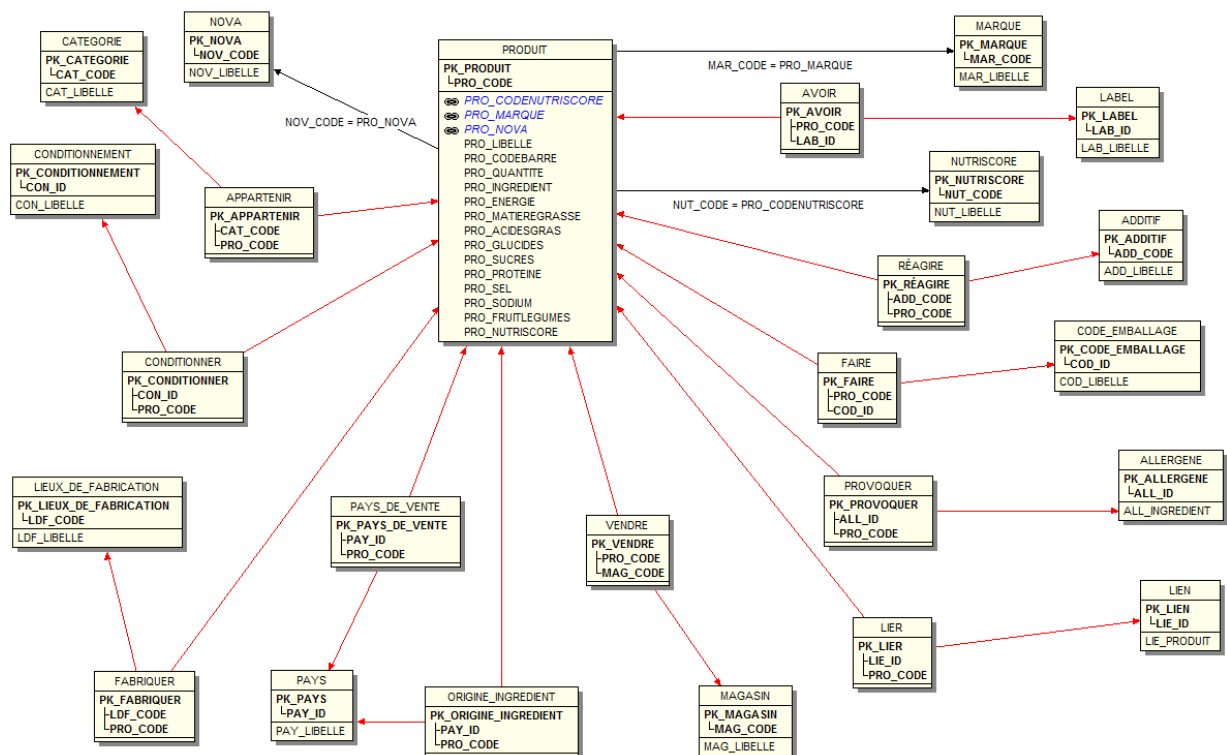 NOVA
PK_NOVA
NOV_CODE
NOV_LIBELLE
CATEGORIE
PK_CATEGORIE
CAT_CODE
CAT_LIBELLE
PRODUIT
PK_PRODUIT
PRO_CODE
PRO_CODENUTRISCORE
PRO_MARQUE
PRO_NOVA
PRO_LIBELLE
PRO_CODEBARRE
PRO_QUANTITE
PRO_INGREDIENT
PRO_ENERGIE
PRO_MATIEREGRASSE
PRO_ACIDESGRAS
PRO_GLUCIDES
PRO_SUCRES
PRO_PROTEINE
PRO_SEL
PRO_SODIUM
PRO_FRUITLEGUMES
PRO_NUTRISCORE
MARQUE
PK_MARQUE
MAR_CODE
MAR_LIBELLE
MAR_CODE = PRO_MARQUE
NOV_CODE = PRO_NOVA
AVOIR
PK_AVOIR
PRO_CODE
LAB_ID
LABEL
PK_LABEL
LAB_ID
LAB_LIBELLE
CONDITIONNEMENT
PK_CONDITIONNEMENT
CON_ID
CON_LIBELLE
APPARTENIR
PK_APPARTENIR
CAT_CODE
PRO_CODE
NUTRISCORE
PK_NUTRISCORE
NUT_CODE
NUT_LIBELLE
NUT_CODE = PRO_CODENUTRISCORE
ADDITIF
PK_ADDITIF
ADD_CODE
ADD_LIBELLE
RÉAGIRE
PK_RÉAGIRE
ADD_CODE
PRO_CODE
CODE_EMBALLAGE
PK_CODE_EMBALLAGE
COD_ID
COD_LIBELLE
CONDITIONNER
PK_CONDITIONNER
CON_ID
PRO_CODE
FAIRE
PK_FAIRE
PRO_CODE
COD_ID
LIEUX_DE_FABRICATION
PK_LIEUX_DE_FABRICATION
LDF_CODE
LDF_LIBELLE
PAYS_DE_VENTE
PK_PAYS_DE_VENTE
PAY_ID
PRO_CODE
VENDRE
PK_VENDRE
PRO_CODE
MAG_CODE
PROVOQUER
PK_PROVOQUER
ALL_ID
PRO_CODE
ALLERGENE
PK_ALLERGENE
ALL_ID
ALL_INGREDIENT
LIER
PK_LIER
LIE_ID
PRO_CODE
LIEN
PK_LIEN
LIE_ID
LIE_PRODUIT
FABRIQUER
PK_FABRIQUER
LDF_CODE
PRO_CODE
PAYS
PK_PAYS
PAY_ID
PAY_LIBELLE
ORIGINE_INGREDIENT
PK_ORIGINE_INGREDIENT
PAY_ID
PRO_CODE
MAGASIN
PK_MAGASIN
MAG_CODE
MAG_LIBELLE